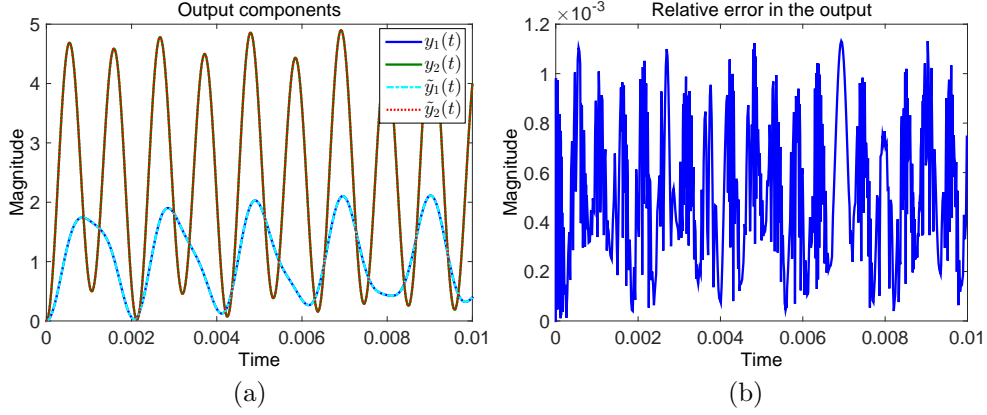 Output components
Magnitude
5
4
3
2
1
0
0
0.002
0.004
0.006
0.008
0.01
Time
y₁(t)
y₂(t)
ỹ₁(t)
ỹ₂(t)
(a)
Relative error in the output
×10⁻³
Magnitude
1.2
1
0.8
0.6
0.4
0.2
0
0
0.002
0.004
0.006
0.008
0.01
Time
(b)